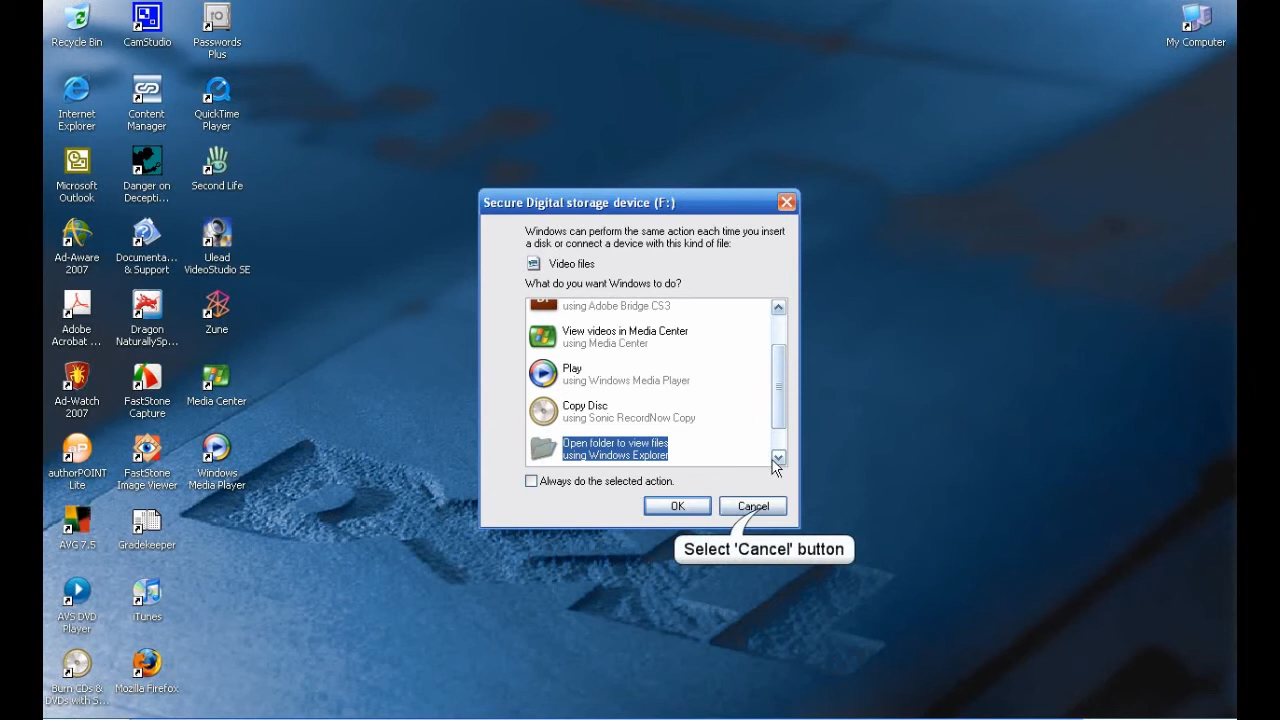 Recycle Bin
CamStudio
Passwords
Plus
My Computer
Internet
Explorer
Content
Manager
QuickTime
Player
Microsoft
Outlook
Danger on
Decepti...
Second Life
Ad-Aware
2007
Documenta...
& Support
Ulead
VideoStudio SE
Adobe
Acrobat ...
Dragon
NaturallySp...
Zune
Ad-Watch
2007
FastStone
Capture
Media Center
authorPOINT
Lite
FastStone
Image Viewer
Windows
Media Player
AVG 7.5
Gradekeeper
AVS DVD
Player
iTunes
Burn CDs &
DVDs with S...
Mozilla Firefox
Secure Digital storage device (F:)
Windows can perform the same action each time you insert
a disk or connect a device with this kind of file:
Video files
What do you want Windows to do?
using Adobe Bridge CS3
View videos in Media Center
using Media Center
Play
using Windows Media Player
Copy Disc
using Sonic RecordNow Copy
Open folder to view files
using Windows Explorer
Always do the selected action.
OK
Cancel
Select 'Cancel' button